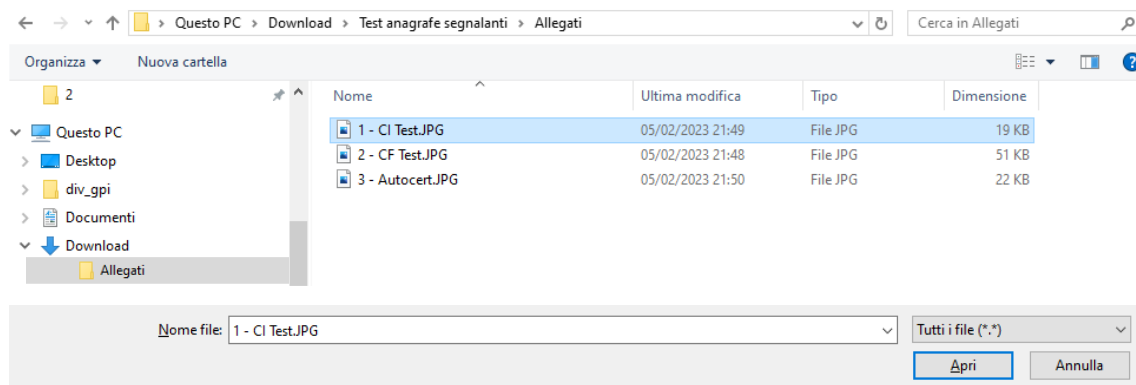 Questo PC > Download > Test anagrafe segnalanti > Allegati
Cerca in Allegati
Organizza
Nuova cartella
?
2
Questo PC
Desktop
div_gpi
Documenti
Download
Allegati
Nome Ultima modifica Tipo Dimensione
1 - CI Test.JPG 05/02/2023 21:49 File JPG 19 KB
2 - CF Test.JPG 05/02/2023 21:48 File JPG 51 KB
3 - Autocert.JPG 05/02/2023 21:50 File JPG 22 KB
Nome file: 1 - CI Test.JPG
Tutti i file (*.*)
Apri
Annulla